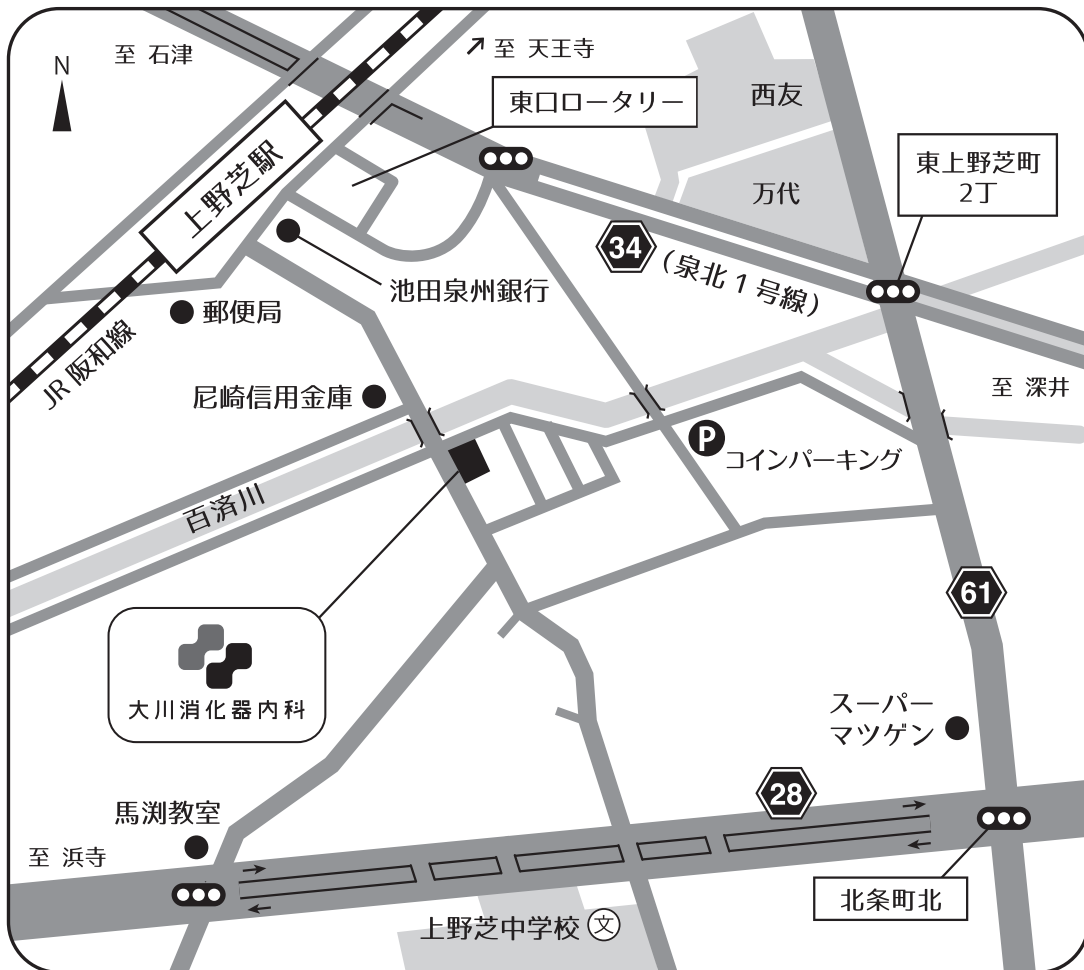 至 石津
N
至 天王寺
東口ロータリー
西友
東上野芝町
2丁
万代
上野芝駅
34
(泉北1号線)
池田泉州銀行
郵便局
JR阪和線
尼崎信用金庫
至 深井
P
コインパーキング
百済川
61
大川消化器内科
スーパー
マツゲン
28
馬渕教室
至 浜寺
北条町北
上野芝中学校
文